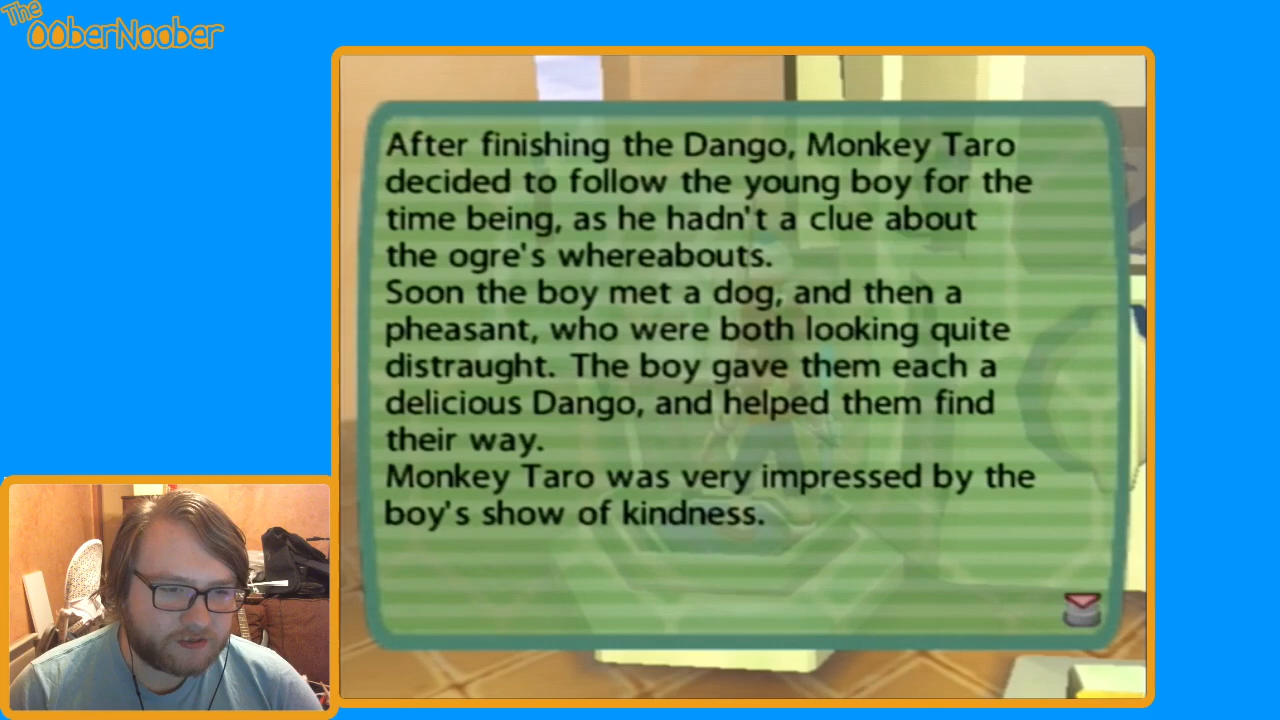 The
OoberNoober
After finishing the Dango, Monkey Taro
decided to follow the young boy for the
time being, as he hadn't a clue about
the ogre's whereabouts.
Soon the boy met a dog, and then a
pheasant, who were both looking quite
distraught. The boy gave them each a
delicious Dango, and helped them find
their way.
Monkey Taro was very impressed by the
boy's show of kindness.